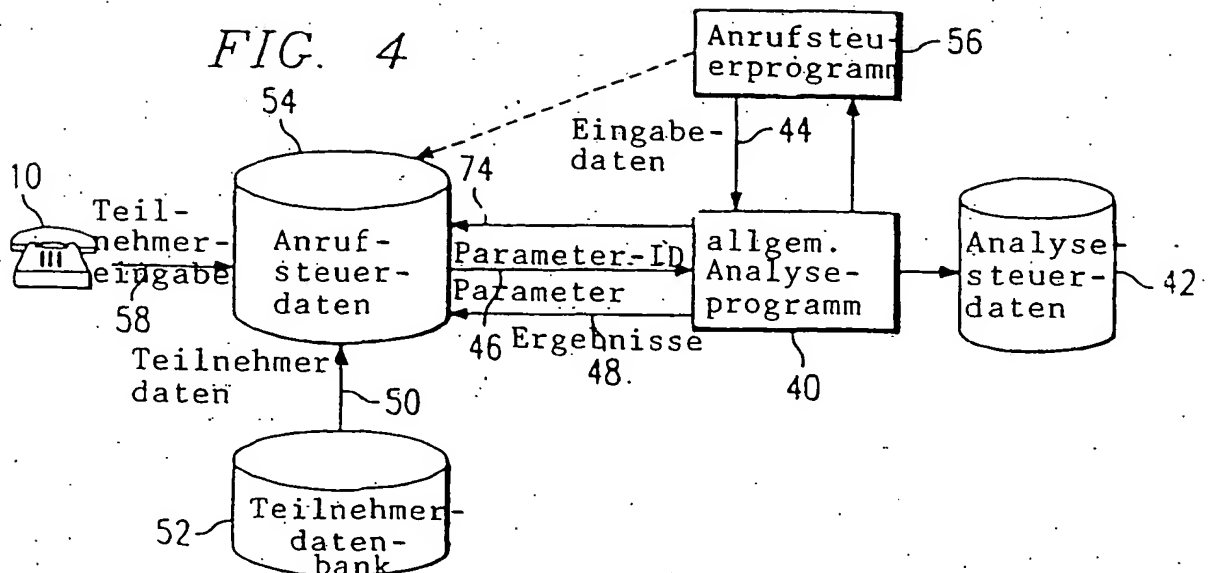 FIG. 4
Anrufsteu-
erprogramm
56
54
Eingabe-
daten
44
10
Teil-
nehmer-
eingabe
58
Anruf-
steuer-
daten
74
Parameter-ID
Parameter
46
Ergebnisse
48.
allgem.
Analyse-
programm
40
Analyse-
steuer-
daten
42
Teilnehmer
daten
50
52
Teilnehmer-
daten-
bank